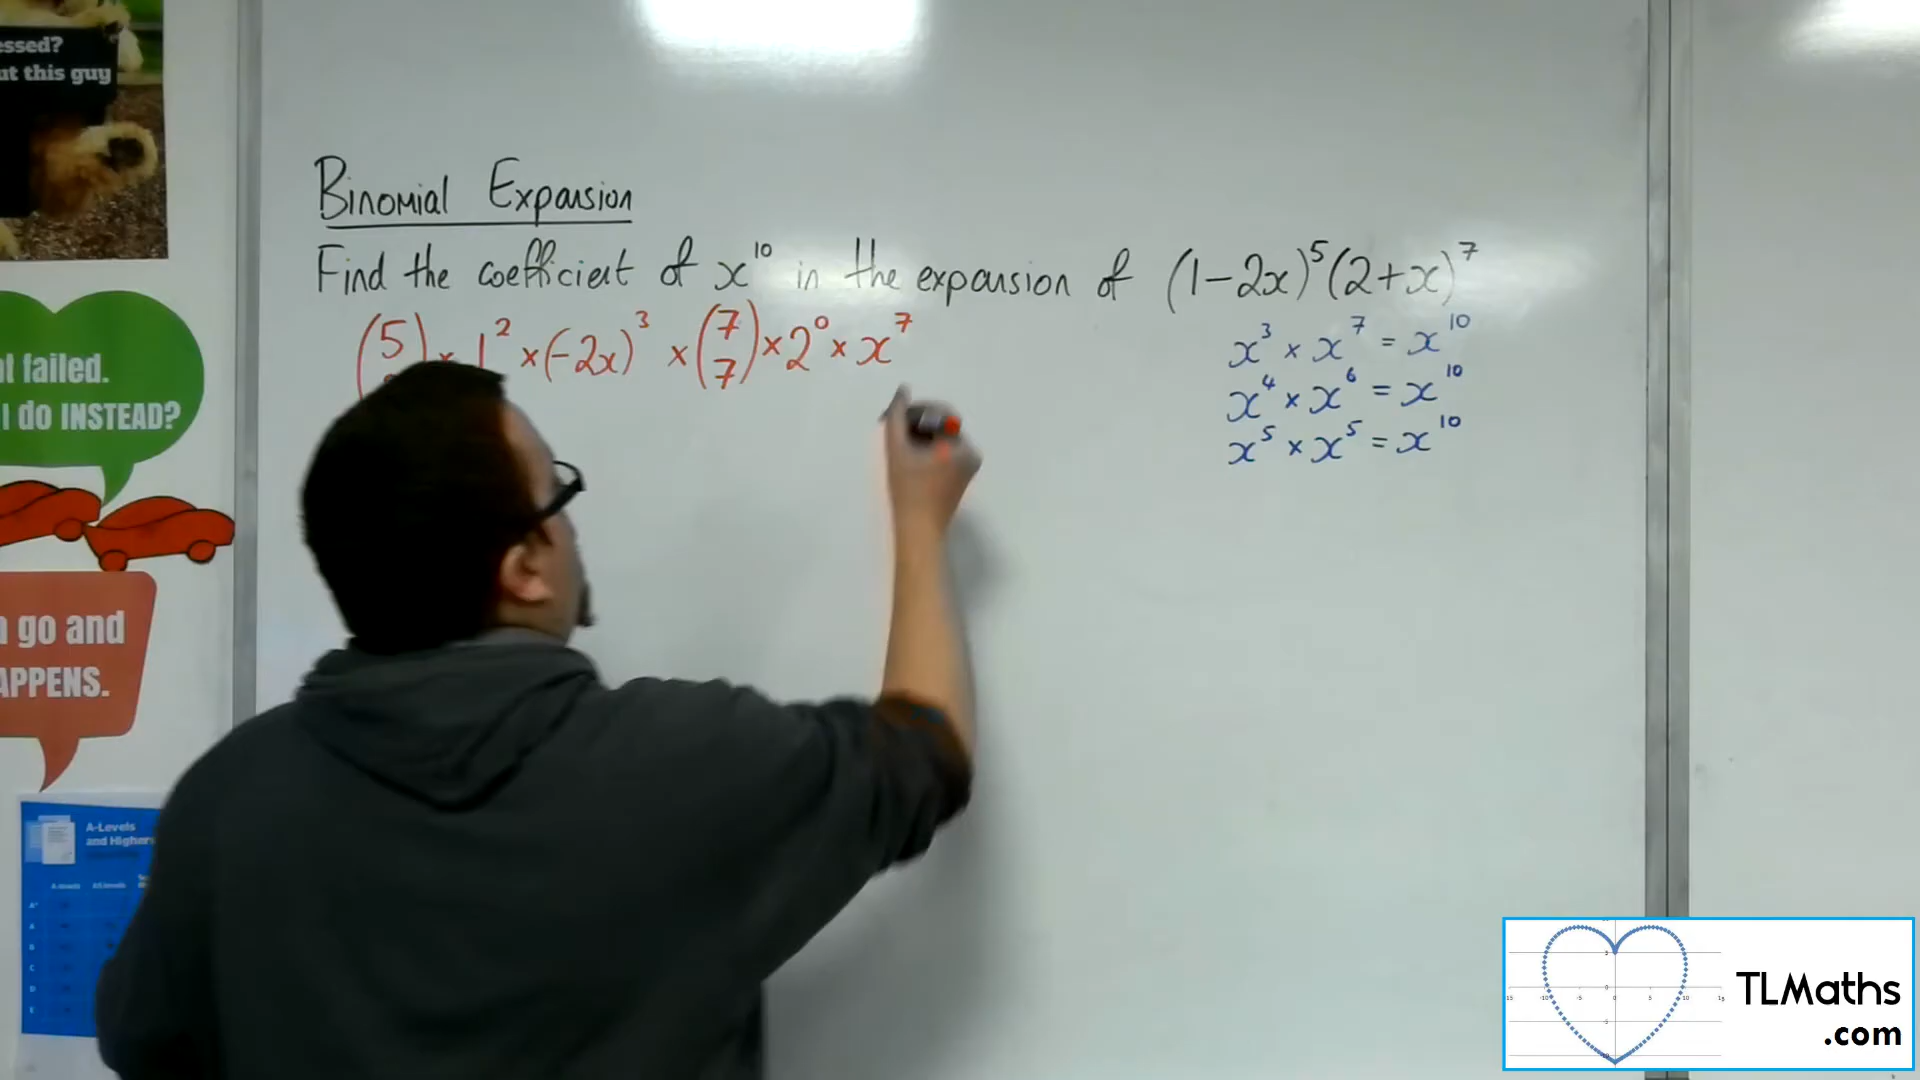 essed?
ut this guy
t failed.
I do INSTEAD?
go and
APPENS.
A-Levels
and Higher
Binomial Expansion
Find the coefficient of x¹⁰ in the expansion of (1-2x)⁵(2+x)⁷
(5 × 1² × (-2x)³ × (7 7) × 2⁰ × x⁷
x³ × x⁷ = x¹⁰
x⁴ × x⁶ = x¹⁰
x⁵ × x⁵ = x¹⁰
TLMaths
.com